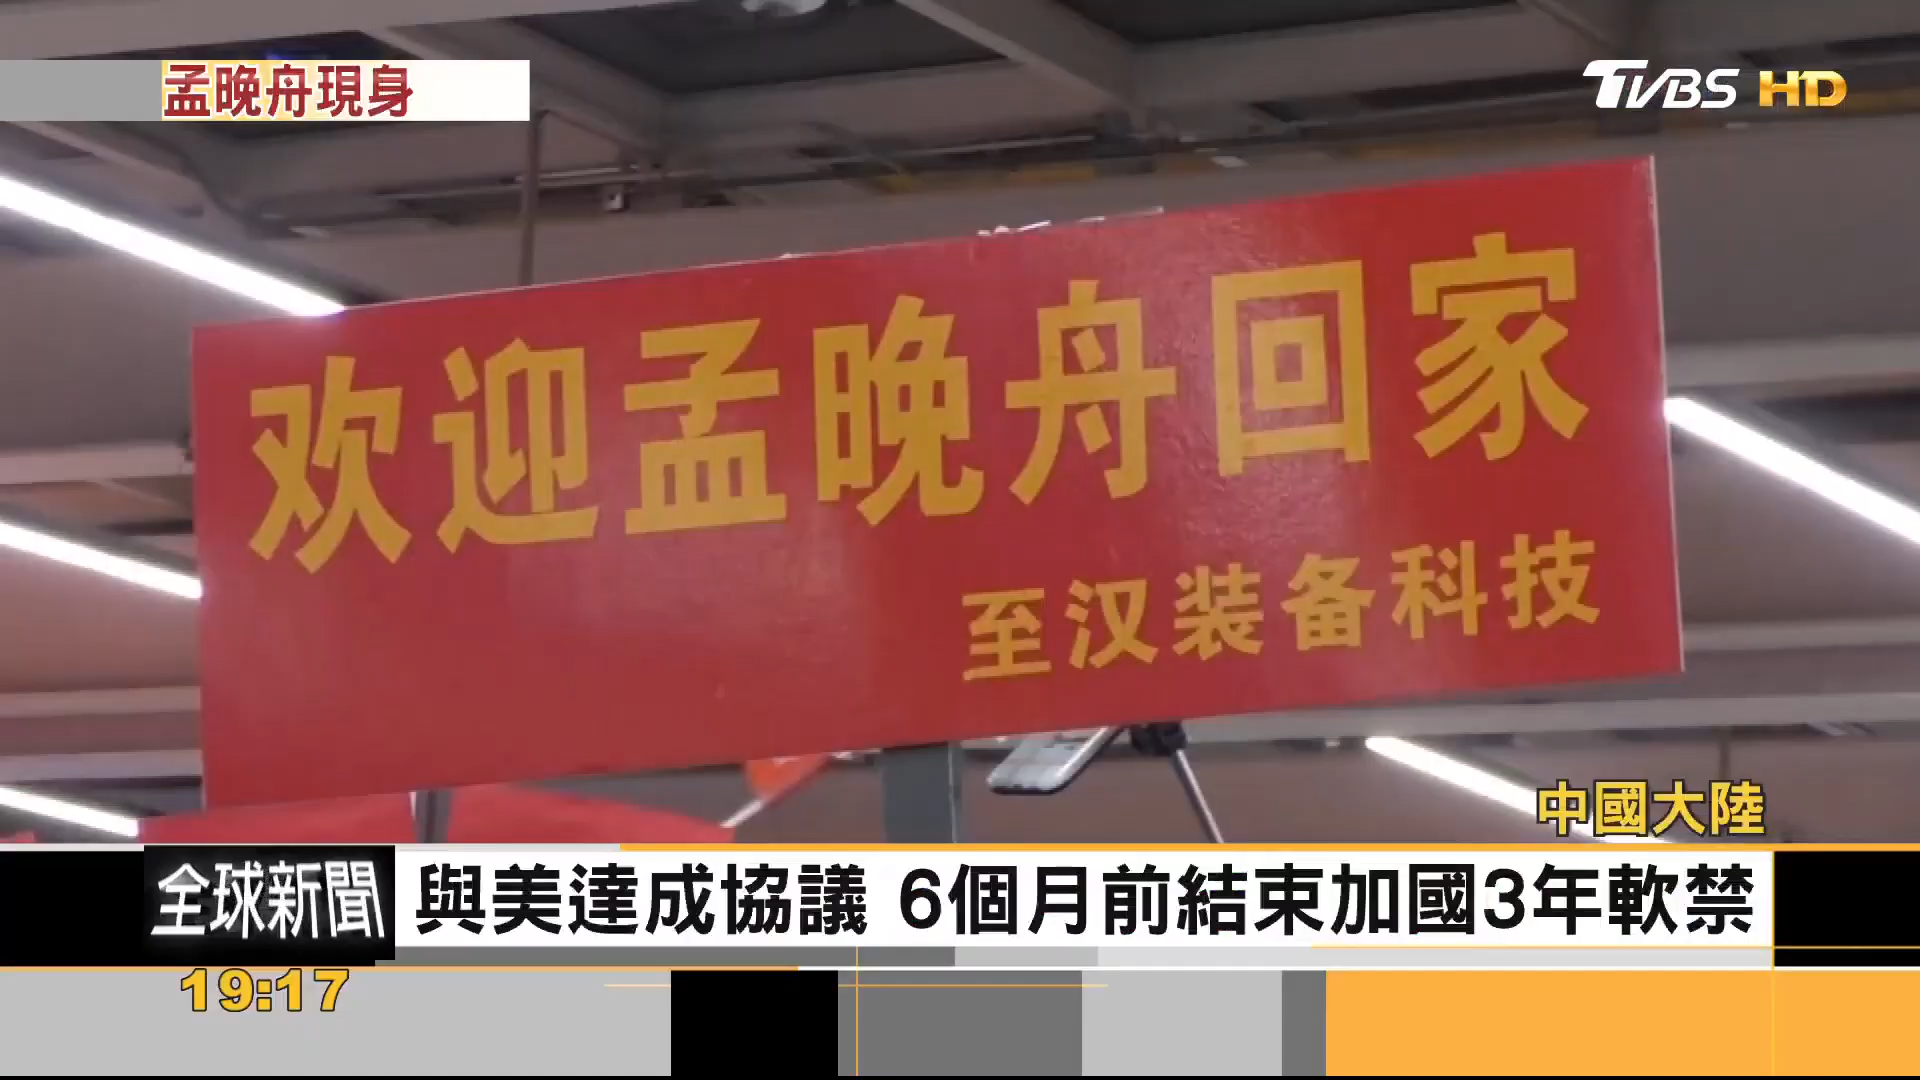 孟晚舟現身
TVBS HD
欢迎孟晚舟回家
至汉装备科技
中國大陸
全球新聞
與美達成協議 6個月前結束加國3年軟禁
19:17